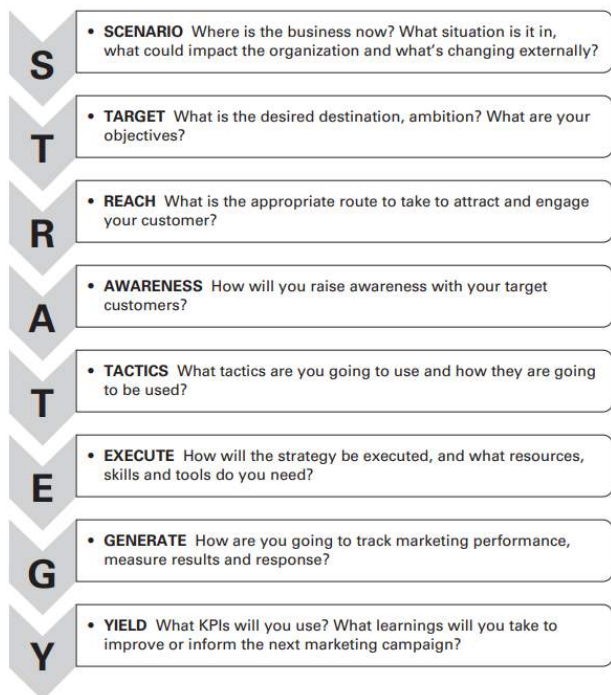 S
• SCENARIO Where is the business now? What situation is it in,
what could impact the organization and what's changing externally?
T
• TARGET What is the desired destination, ambition? What are your
objectives?
R
• REACH What is the appropriate route to take to attract and engage
your customer?
A
• AWARENESS How will you raise awareness with your target
customers?
T
• TACTICS What tactics are you going to use and how they are going
to be used?
E
• EXECUTE How will the strategy be executed, and what resources,
skills and tools do you need?
G
• GENERATE How are you going to track marketing performance,
measure results and response?
Y
• YIELD What KPIs will you use? What learnings will you take to
improve or inform the next marketing campaign?